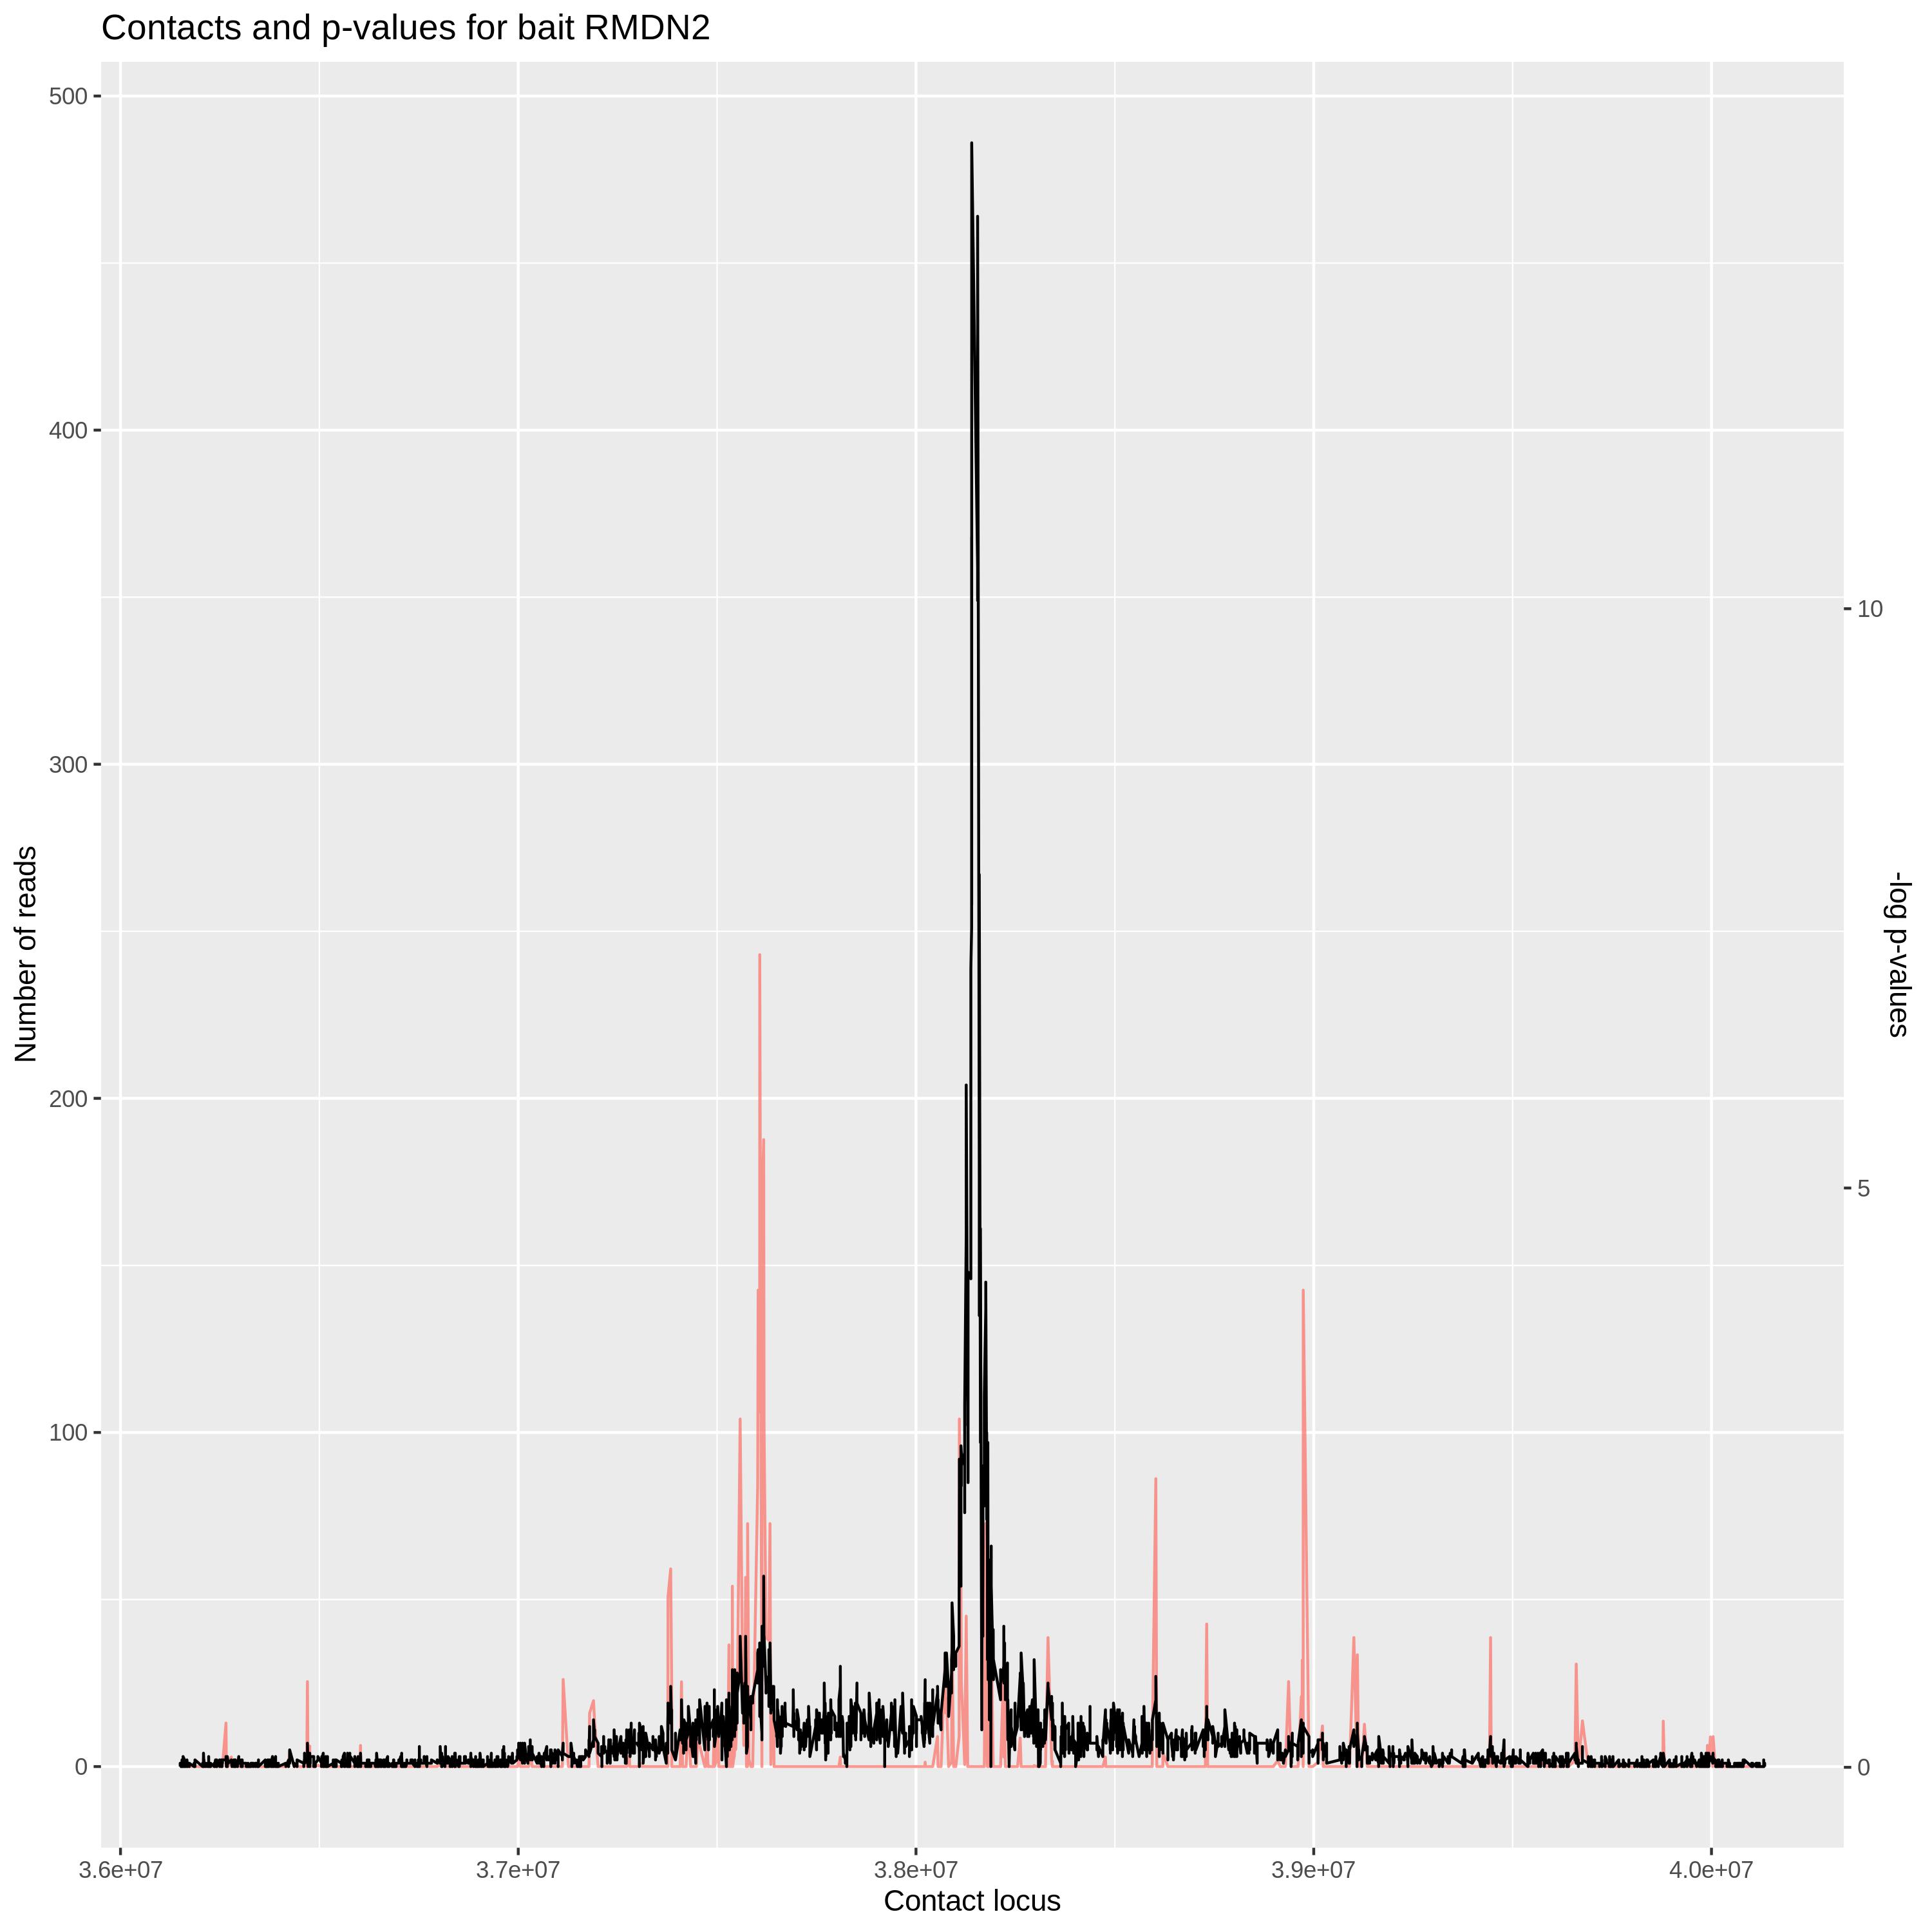 Contacts and p-values for bait RMDN2
500
400
300
200
100
0
Number of reads
10
5
0
-log p-values
3.6e+07
3.7e+07
3.8e+07
3.9e+07
4.0e+07
Contact locus